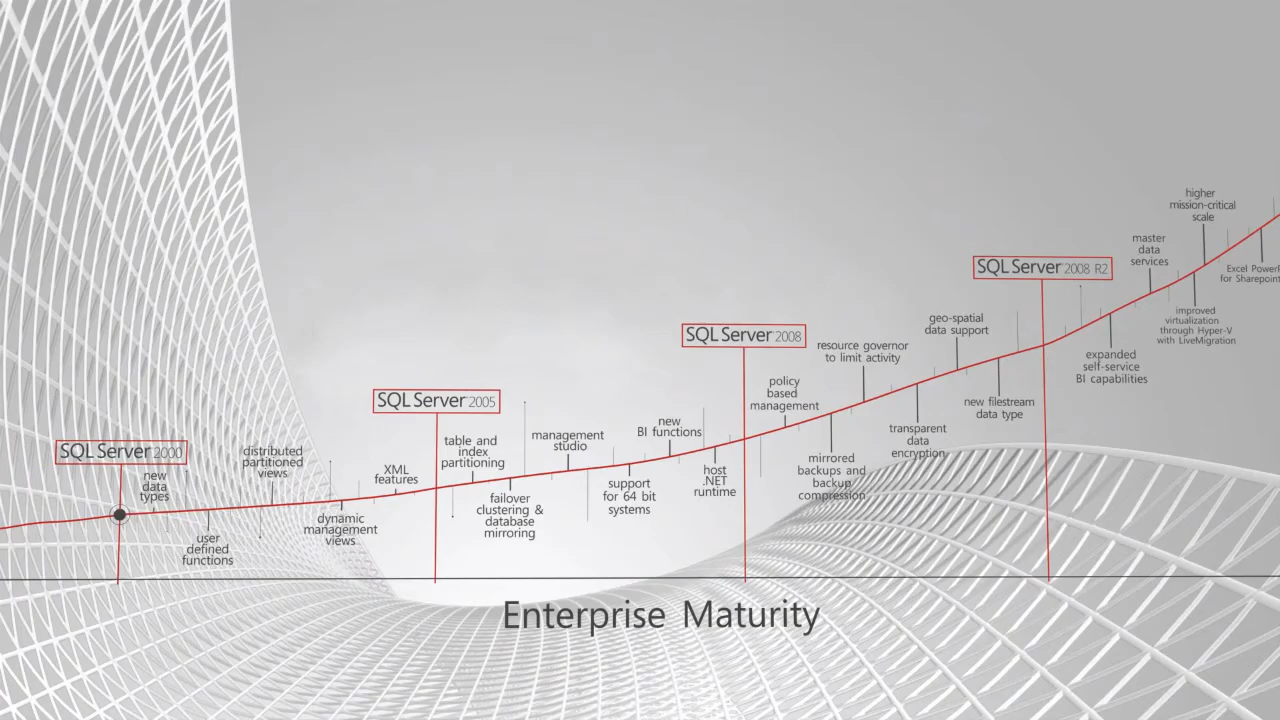 SQL Server 2000
new
data
types
user
defined
functions
distributed
partitioned
views
dynamic
management
views
XML
features
SQL Server 2005
table and
index
partitioning
failover
clustering &
database
mirroring
management
studio
support
for 64 bit
systems
new
BI functions
host
.NET
runtime
SQL Server 2008
policy
based
management
mirrored
backups and
backup
compression
resource governor
to limit activity
transparent
data
encryption
geo-spatial
data support
new filestream
data type
SQL Server 2008 R2
expanded
self-service
BI capabilities
master
data
services
improved
virtualization
through Hyper-V
with LiveMigration
higher
mission-critical
scale
Excel
for Sharepoint
Enterprise Maturity